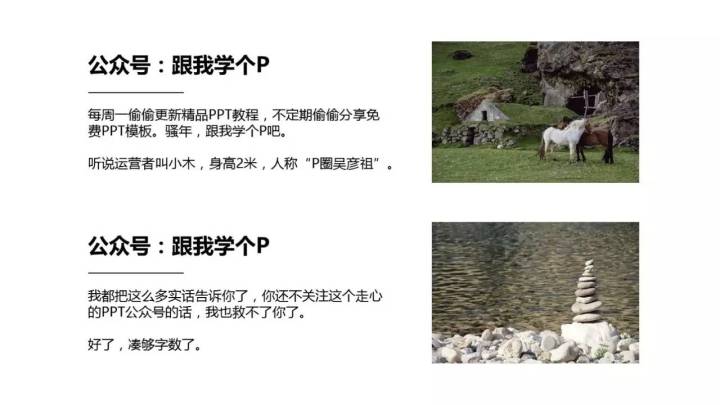 公众号：跟我学个P
每周一偷偷更新精品PPT教程，不定期偷偷分享免
费PPT模板。骚年，跟我学个P吧。
听说运营者叫小木，身高2米，人称“P圈吴彦祖”。
公众号：跟我学个P
我都把这么多实话告诉你了，你还不关注这个走心
的PPT公众号的话，我也救不了你了。
好了，凑够字数了。